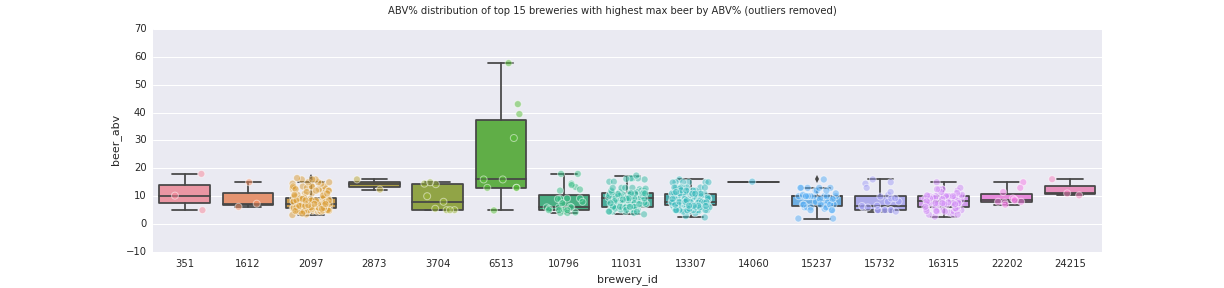 ABV% distribution of top 15 breweries with highest max beer by ABV% (outliers removed)
70
60
50
40
30
20
10
0
−10
beer_abv
351 1612 2097 2873 3704 6513 10796 11031 13307 14060 15237 15732 16315 22202 24215
brewery_id